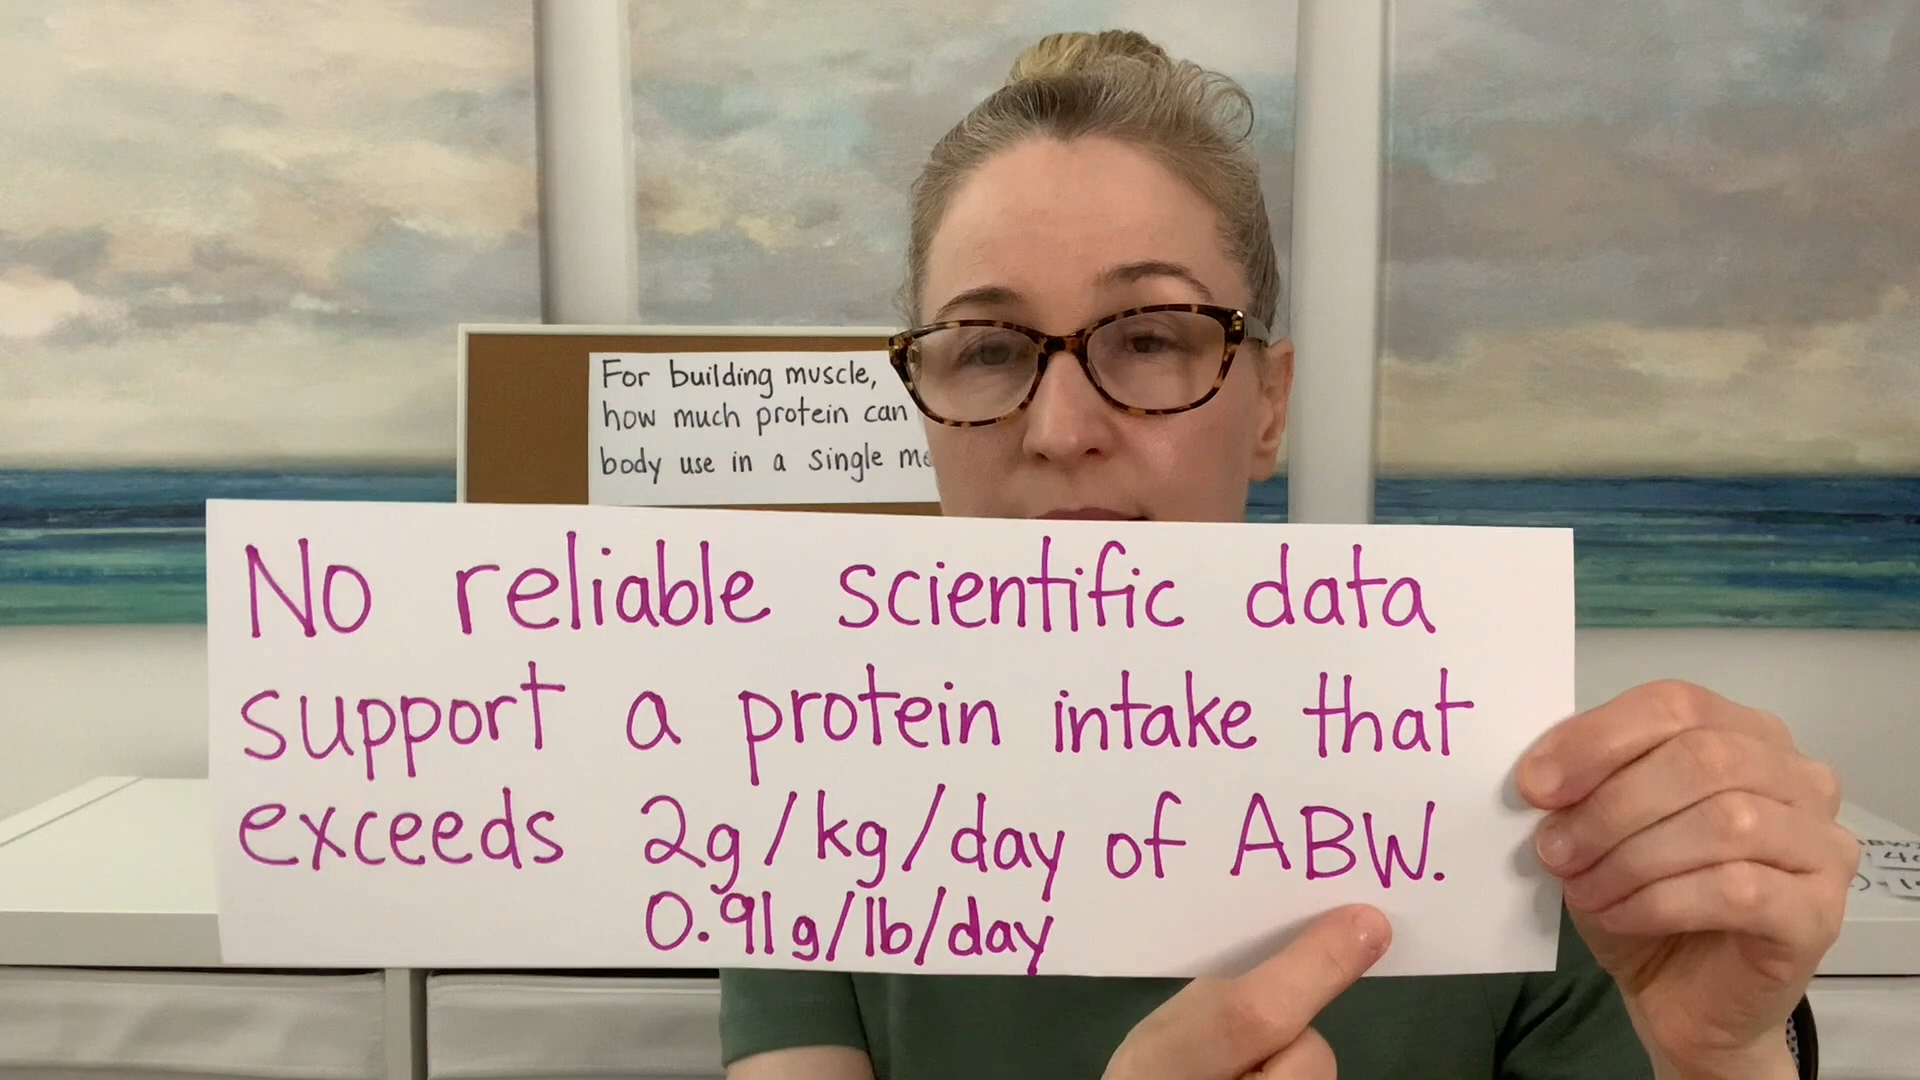 For building muscle,
how much protein can
body use in a single
No reliable scientific data
support a protein intake that
exceeds 2g/kg/day of ABW.
0.91g/lb/day